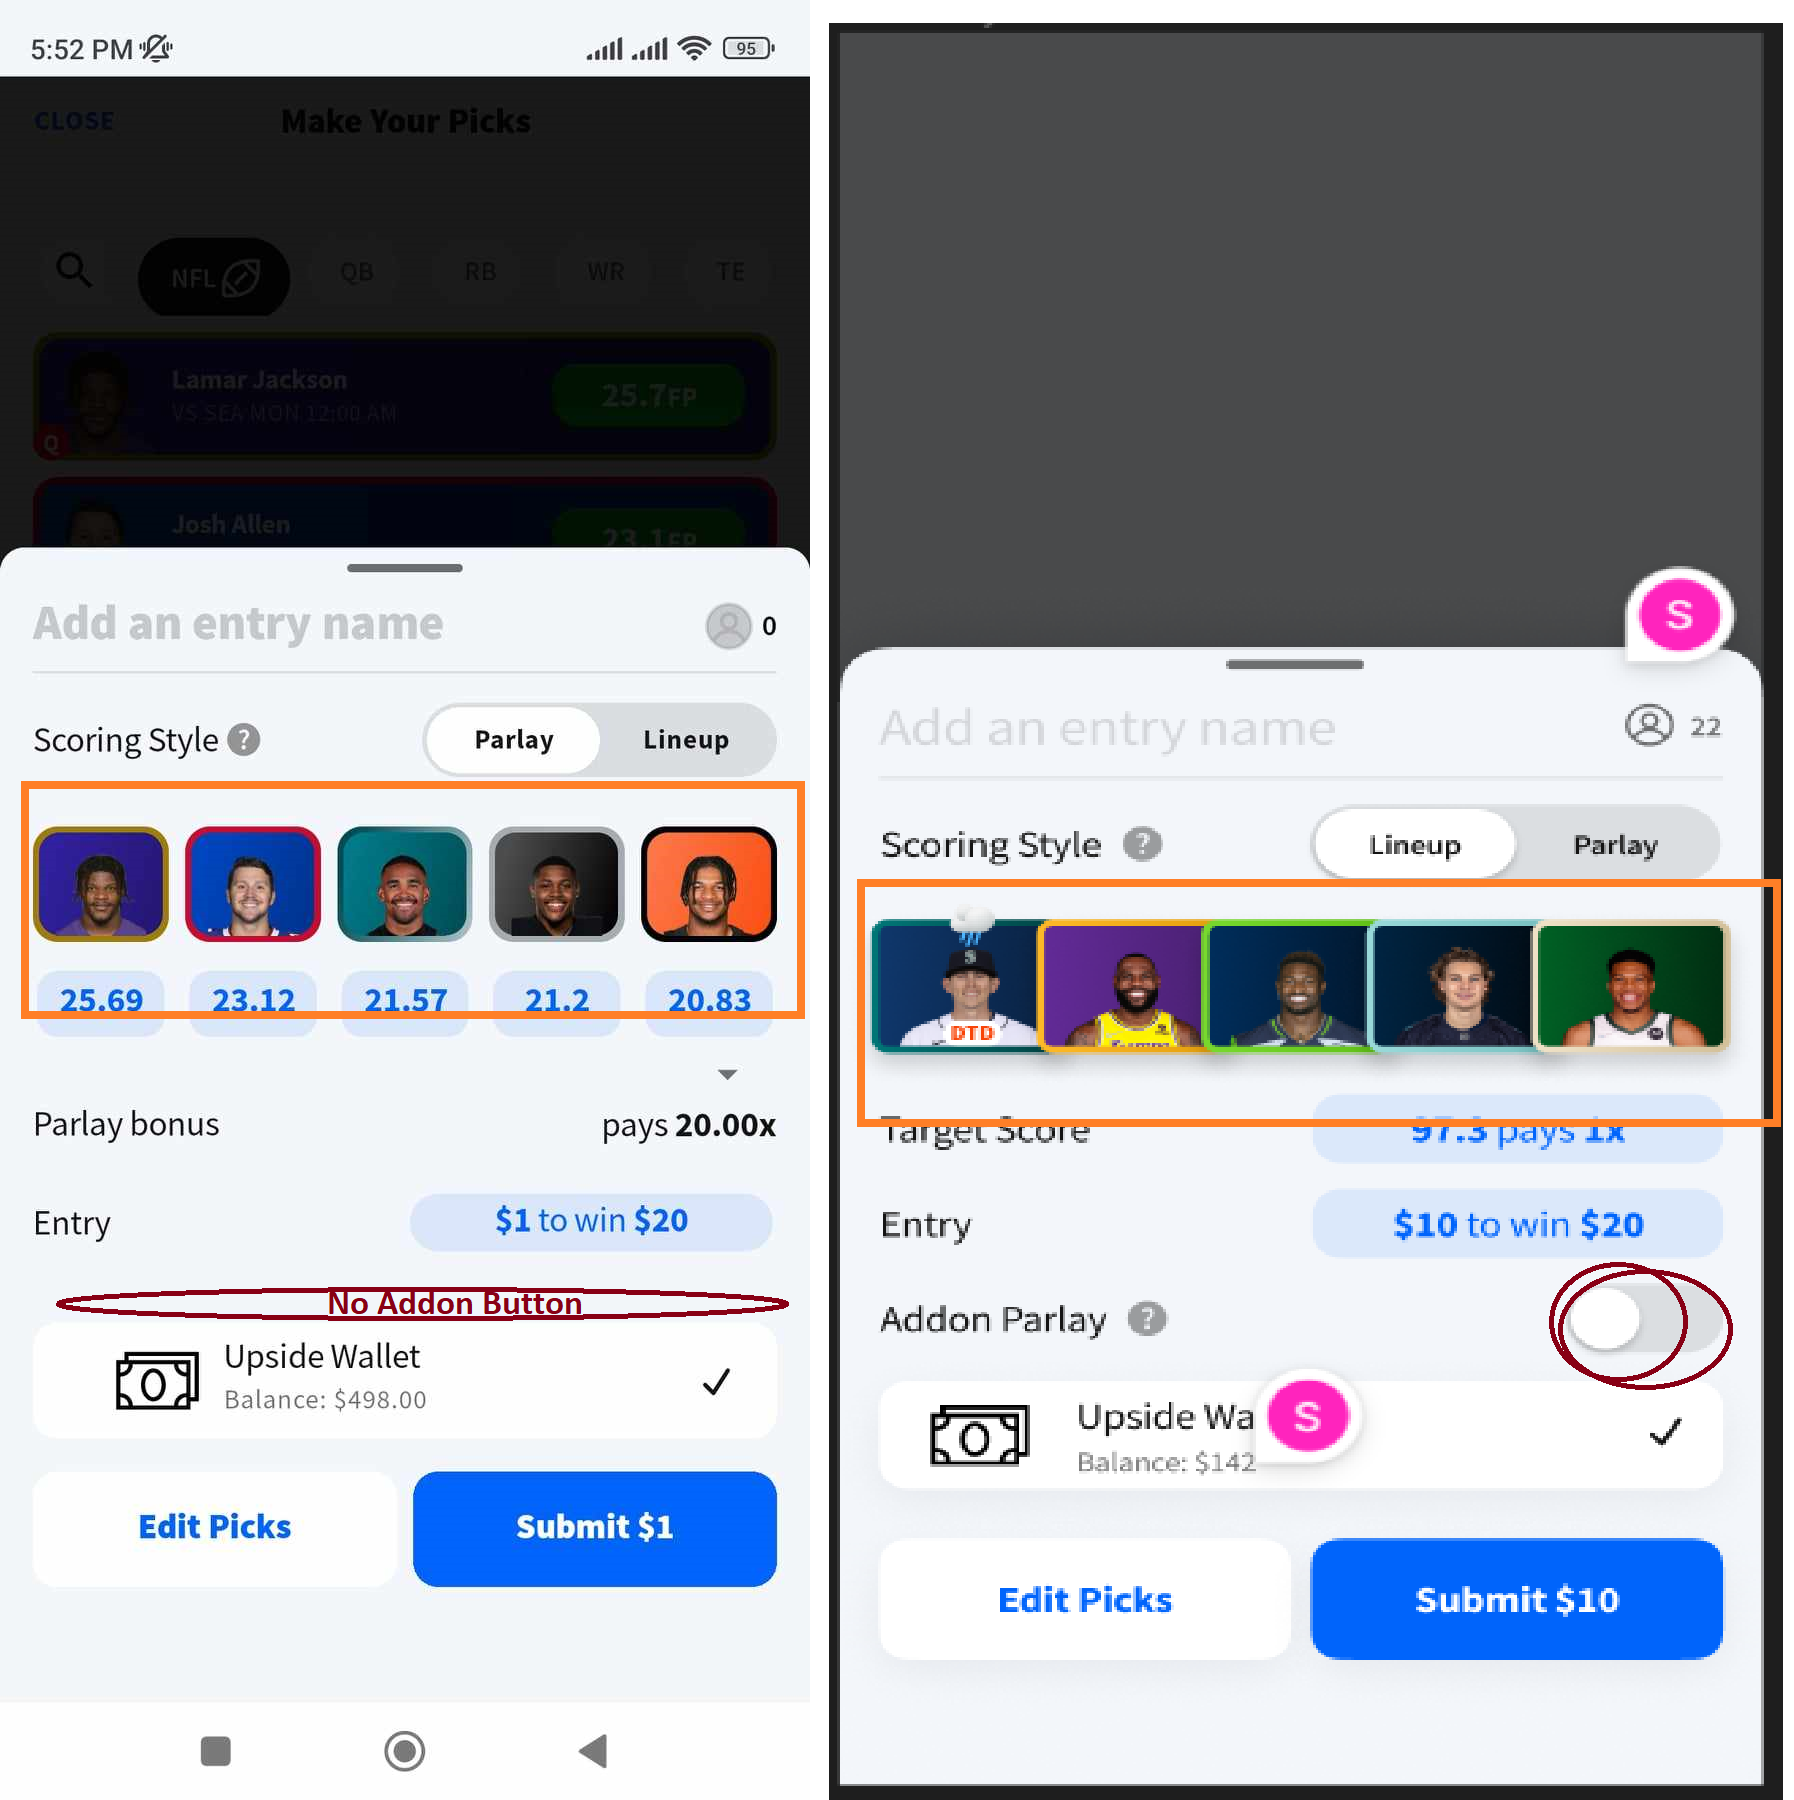 5:52 PM
95
CLOSE
Make Your Picks
NFL
QB
RB
WR
TE
Lamar Jackson
VS SEA MON 12:00 AM
25.7FP
Q
Josh Allen
23.1FP
Add an entry name
0
Scoring Style ?
Parlay
Lineup
25.69
23.12
21.57
21.2
20.83
Parlay bonus
pays 20.00x
Entry
$1 to win $20
No Addon Button
Upside Wallet
Balance: $498.00
Edit Picks
Submit $1
S
Add an entry name
22
Scoring Style ?
Lineup
Parlay
DTD
Target Score
97.3 pays 1x
Entry
$10 to win $20
Addon Parlay ?
Upside Wa
S
Balance: $142
Edit Picks
Submit $10